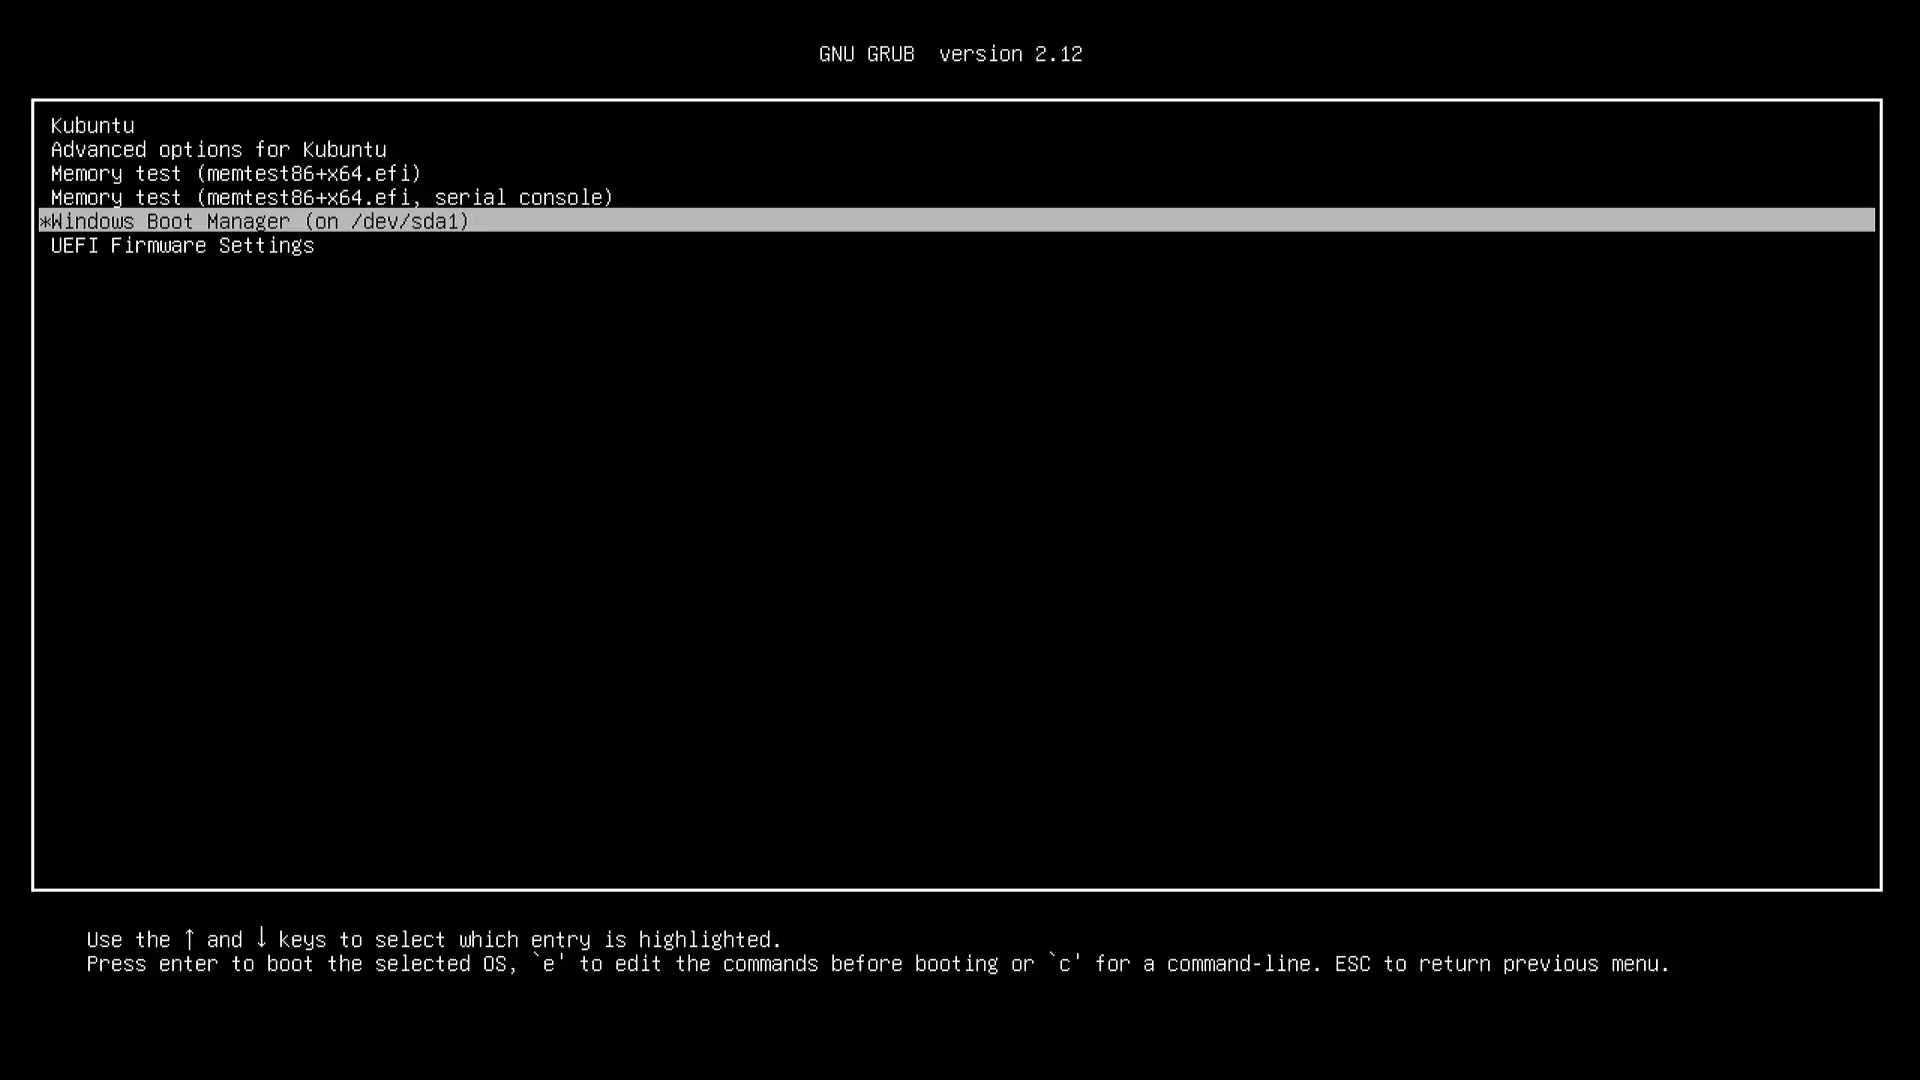 GNU GRUB  version 2.12
Kubuntu
Advanced options for Kubuntu
Memory test (memtest86+x64.efi)
Memory test (memtest86+x64.efi, serial console)
*Windows Boot Manager (on /dev/sda1)
UEFI Firmware Settings
Use the ↑ and ↓ keys to select which entry is highlighted.
Press enter to boot the selected OS, `e' to edit the commands before booting or `c' for a command-line. ESC to return previous menu.